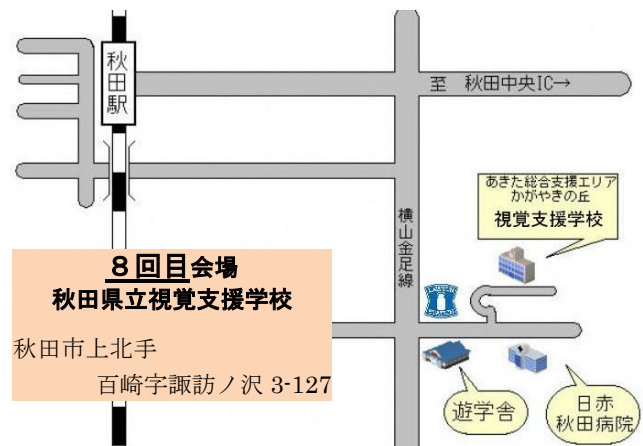 秋田駅
至 秋田中央IC→
あきた総合支援エリア
かがやきの丘
視覚支援学校
横山金足線
８回目会場
秋田県立視覚支援学校
秋田市上北手
百崎字諏訪ノ沢 3-127
LAWSON
STATION
遊学舎
日赤
秋田病院